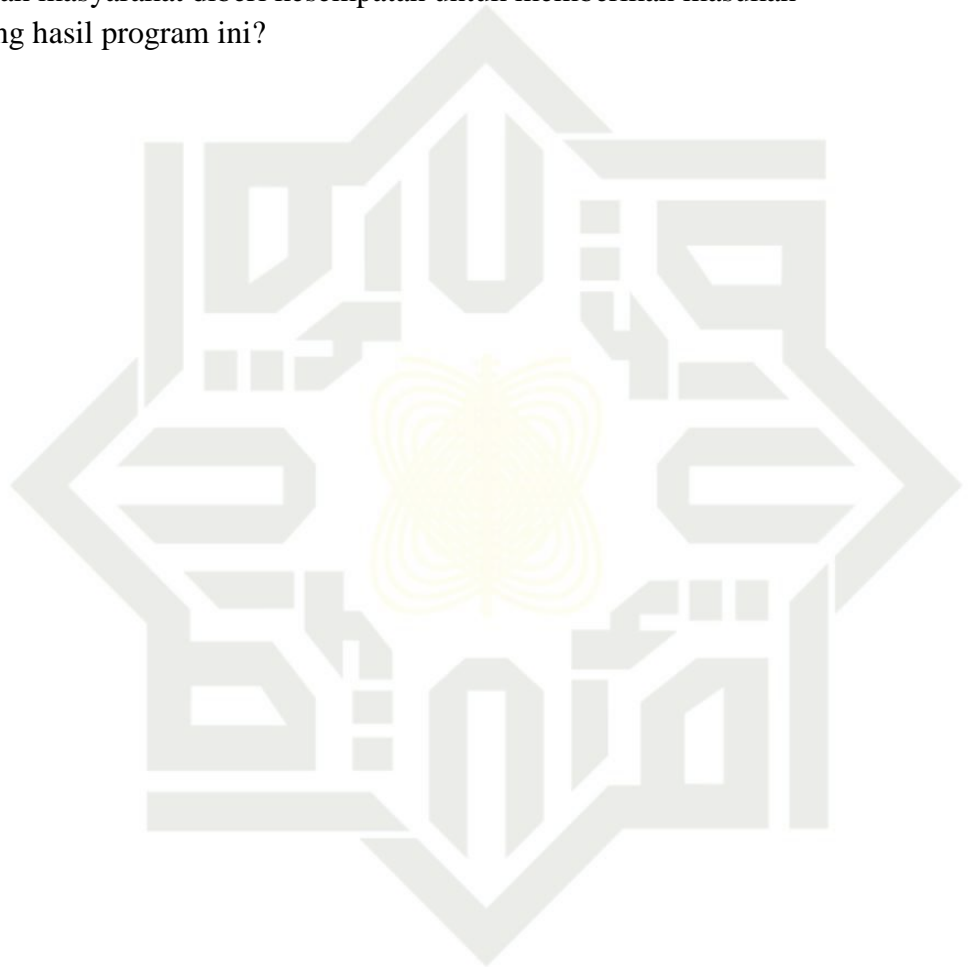 masyarakat diberi kesempatan untuk memberikan masukan
hasil program ini?